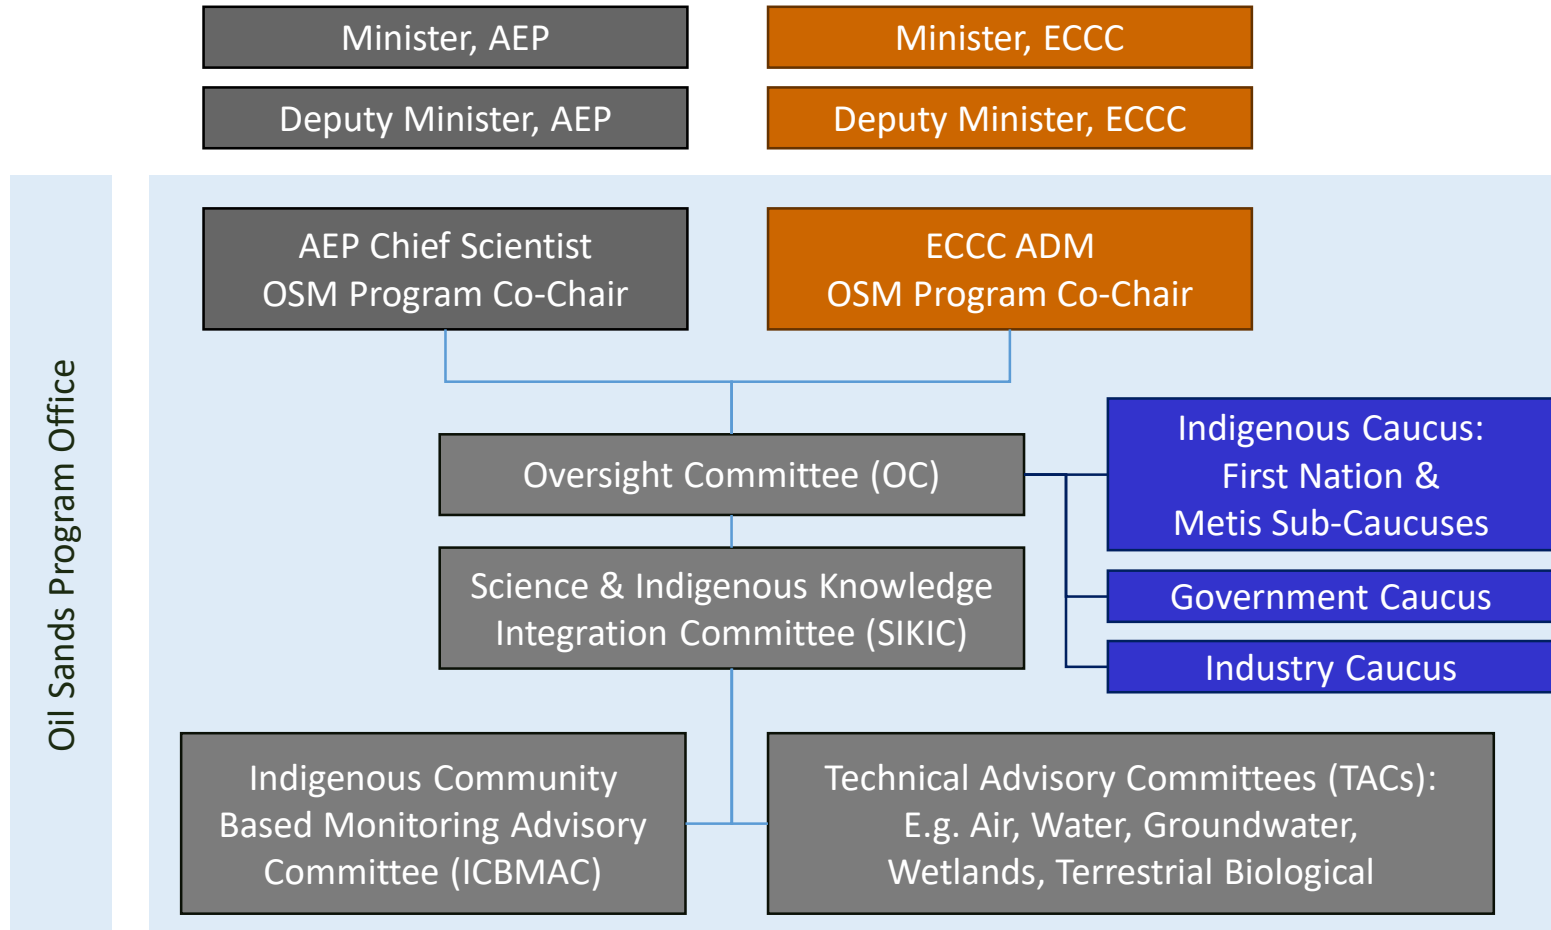 Minister, AEP
Minister, ECCC
Deputy Minister, AEP
Deputy Minister, ECCC
Oil Sands Program Office
AEP Chief Scientist
OSM Program Co-Chair
ECCC ADM
OSM Program Co-Chair
Oversight Committee (OC)
Indigenous Caucus:
First Nation &
Metis Sub-Caucuses
Government Caucus
Industry Caucus
Science & Indigenous Knowledge
Integration Committee (SIKIC)
Indigenous Community
Based Monitoring Advisory
Committee (ICBMAC)
Technical Advisory Committees (TACs):
E.g. Air, Water, Groundwater,
Wetlands, Terrestrial Biological